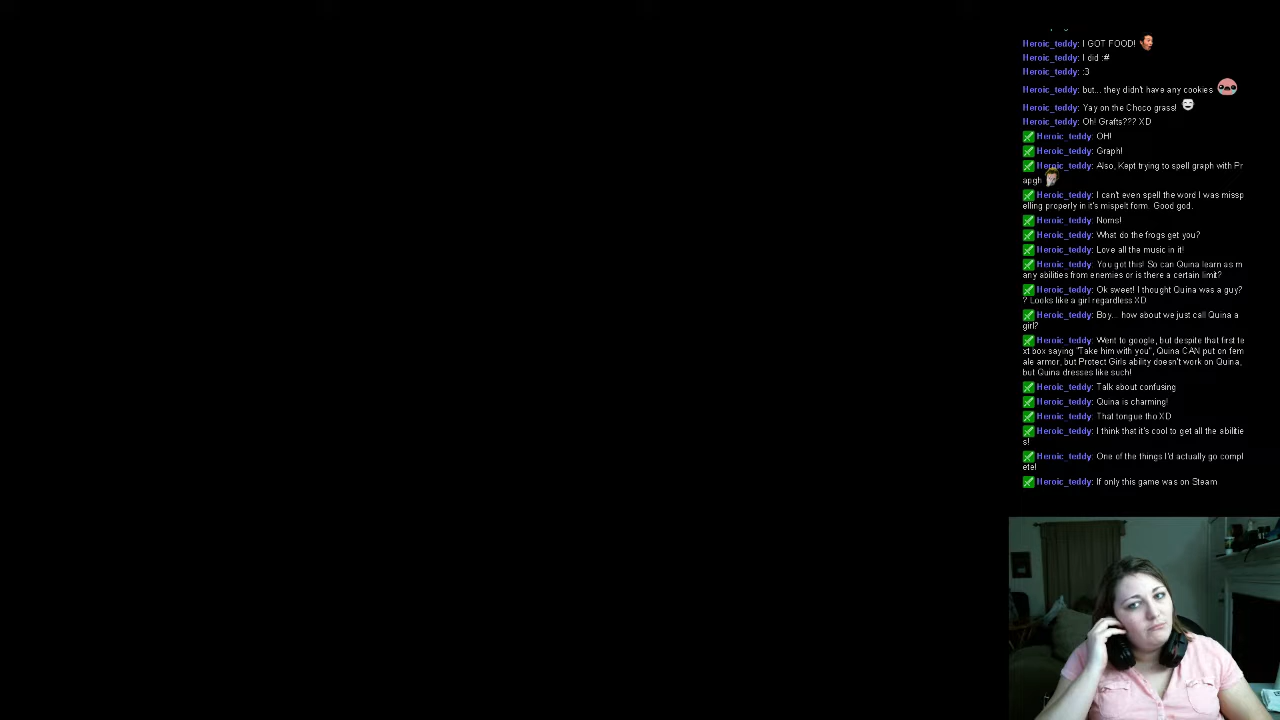 Heroic_teddy: I GOT FOOD!
Heroic_teddy: I did :#
Heroic_teddy: :3
Heroic_teddy: but... they didn't have any cookies
Heroic_teddy: Yay on the Choco grass!
Heroic_teddy: Oh! Grafts??? XD
Heroic_teddy: OH!
Heroic_teddy: Graph!
Heroic_teddy: Also, Kept trying to spell graph with Pr
apgh
Heroic_teddy: I can't even spell the word I was missp
elling properly in it's mispelt form. Good god.
Heroic_teddy: Noms!
Heroic_teddy: What do the frogs get you?
Heroic_teddy: Love all the music in it!
Heroic_teddy: You got this! So can Quina learn as m
any abilities from enemies or is there a certain limit?
Heroic_teddy: Ok sweet! I thought Quina was a guy?
? Looks like a girl regardless XD
Heroic_teddy: Boy... how about we just call Quina a
girl?
Heroic_teddy: Went to google, but despite that first te
xt box saying "Take him with you", Quina CAN put on fem
ale armor, but Protect Girls ability doesn't work on Quina,
but Quina dresses like such!
Heroic_teddy: Talk about confusing
Heroic_teddy: Quina is charming!
Heroic_teddy: That tongue tho XD
Heroic_teddy: I think that it's cool to get all the abilitie
s!
Heroic_teddy: One of the things I'd actually go compl
ete!
Heroic_teddy: If only this game was on Steam